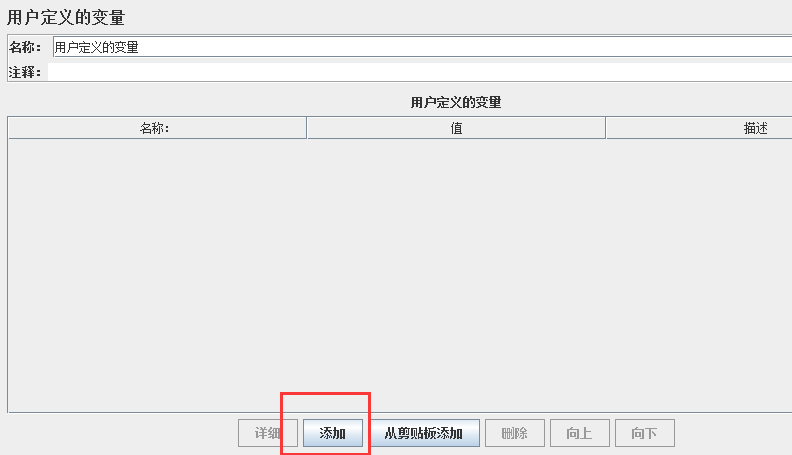 用户定义的变量
名称： 用户定义的变量
注释：
用户定义的变量
名称： 值 描述
详细 添加 从剪贴板添加 删除 向上 向下